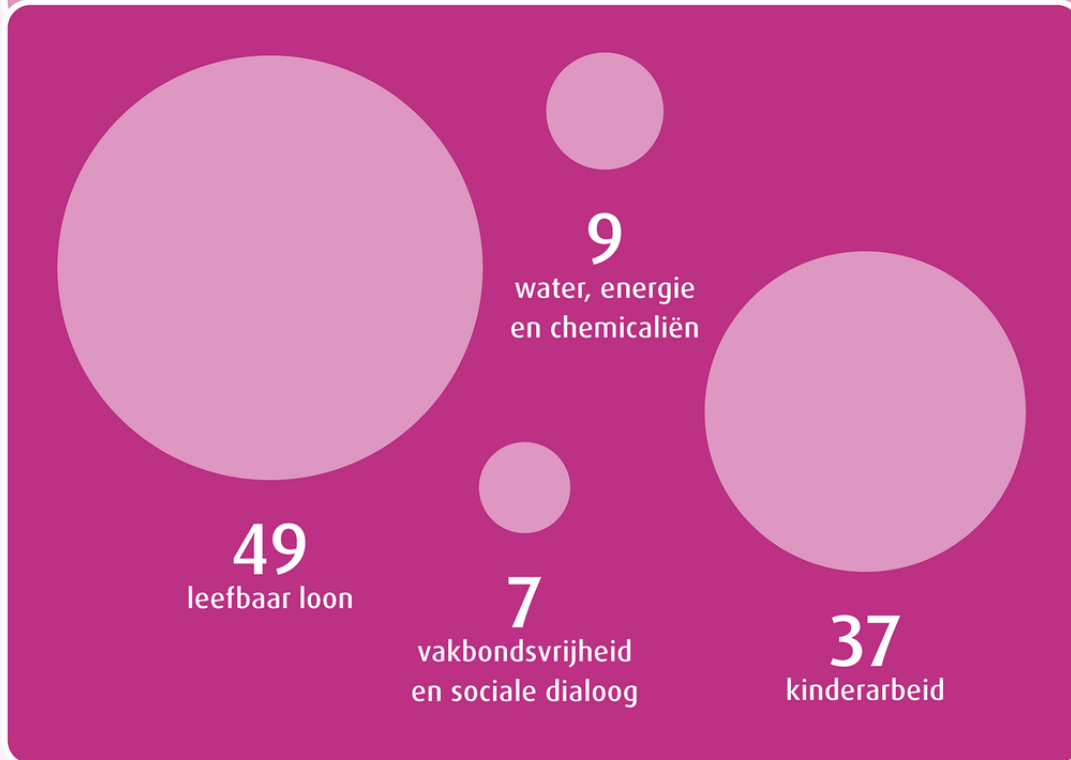 9
water, energie
en chemicaliën
49
leefbaar loon
7
vakbondsvrijheid
en sociale dialoog
37
kinderarbeid